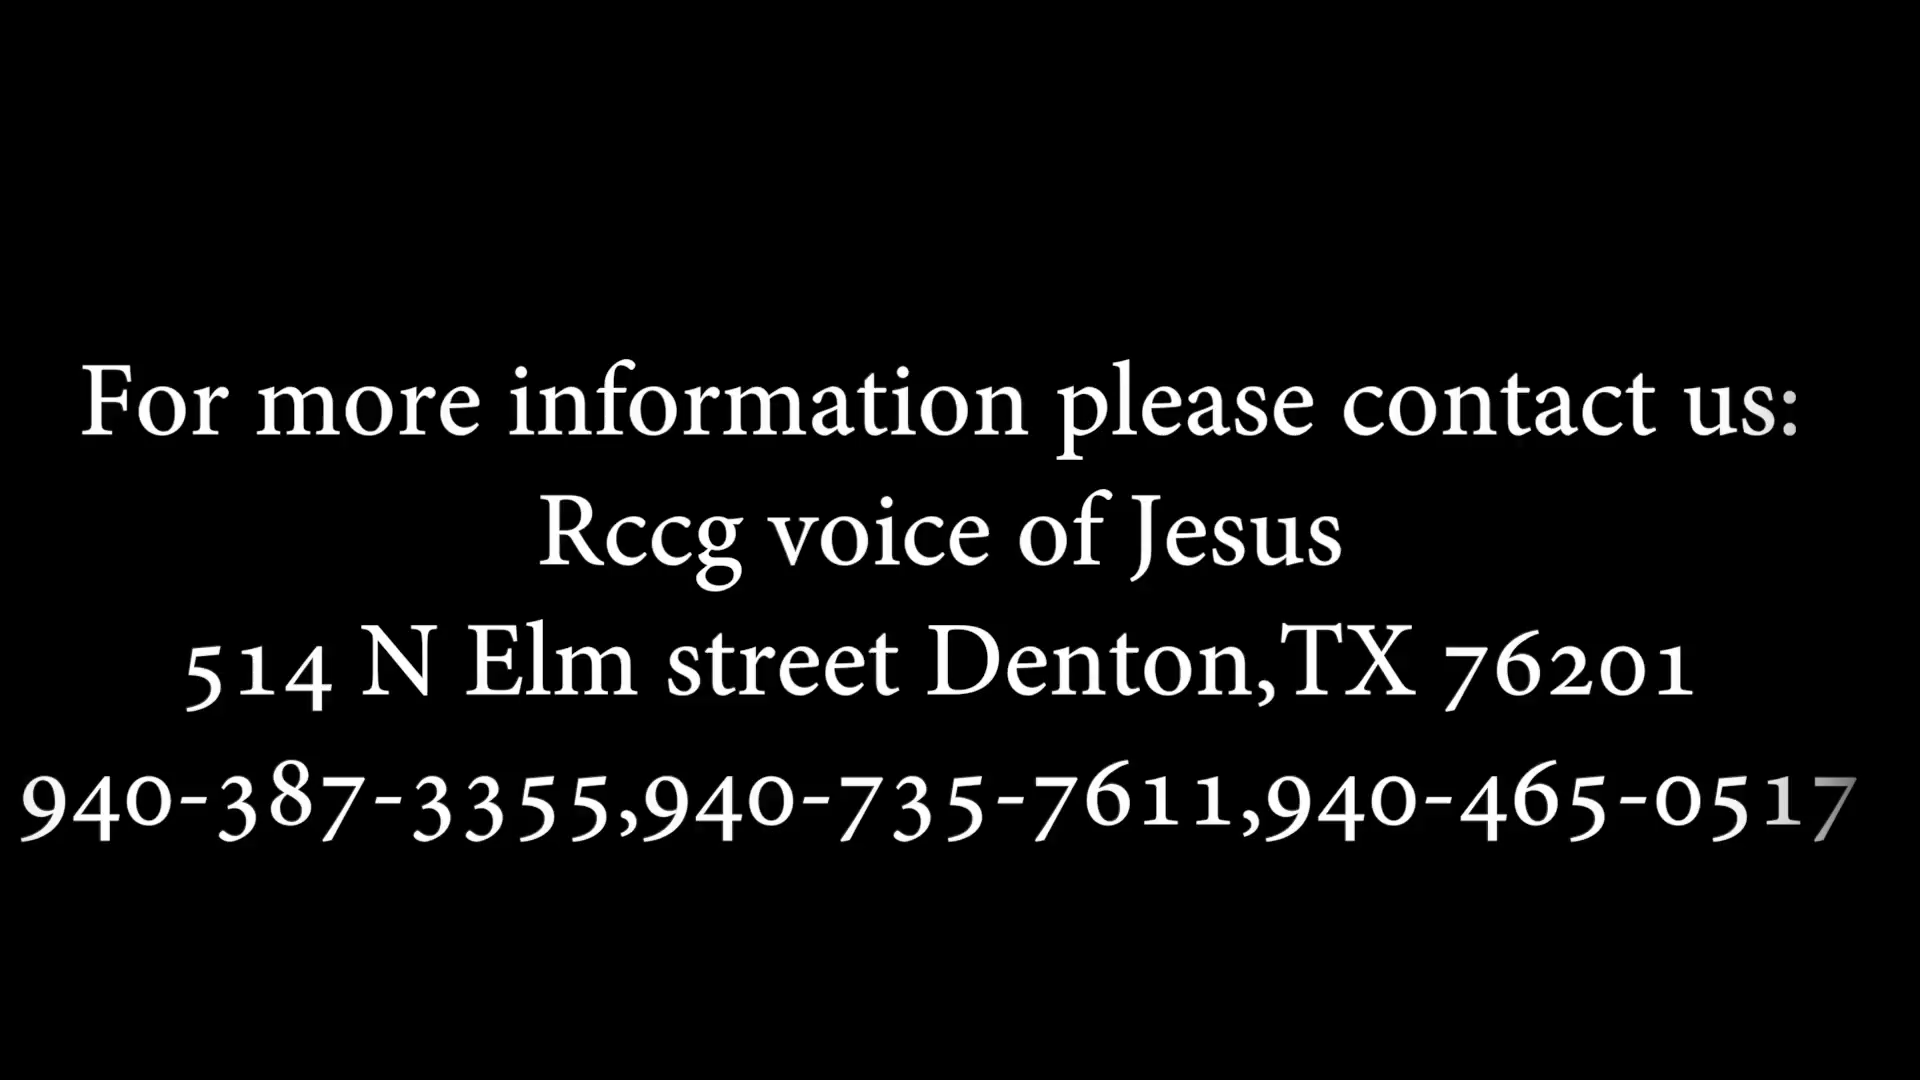 For more information please contact us:
Rccg voice of Jesus
514 N Elm street Denton,TX 76201
940-387-3355,940-735-7611,940-465-0517